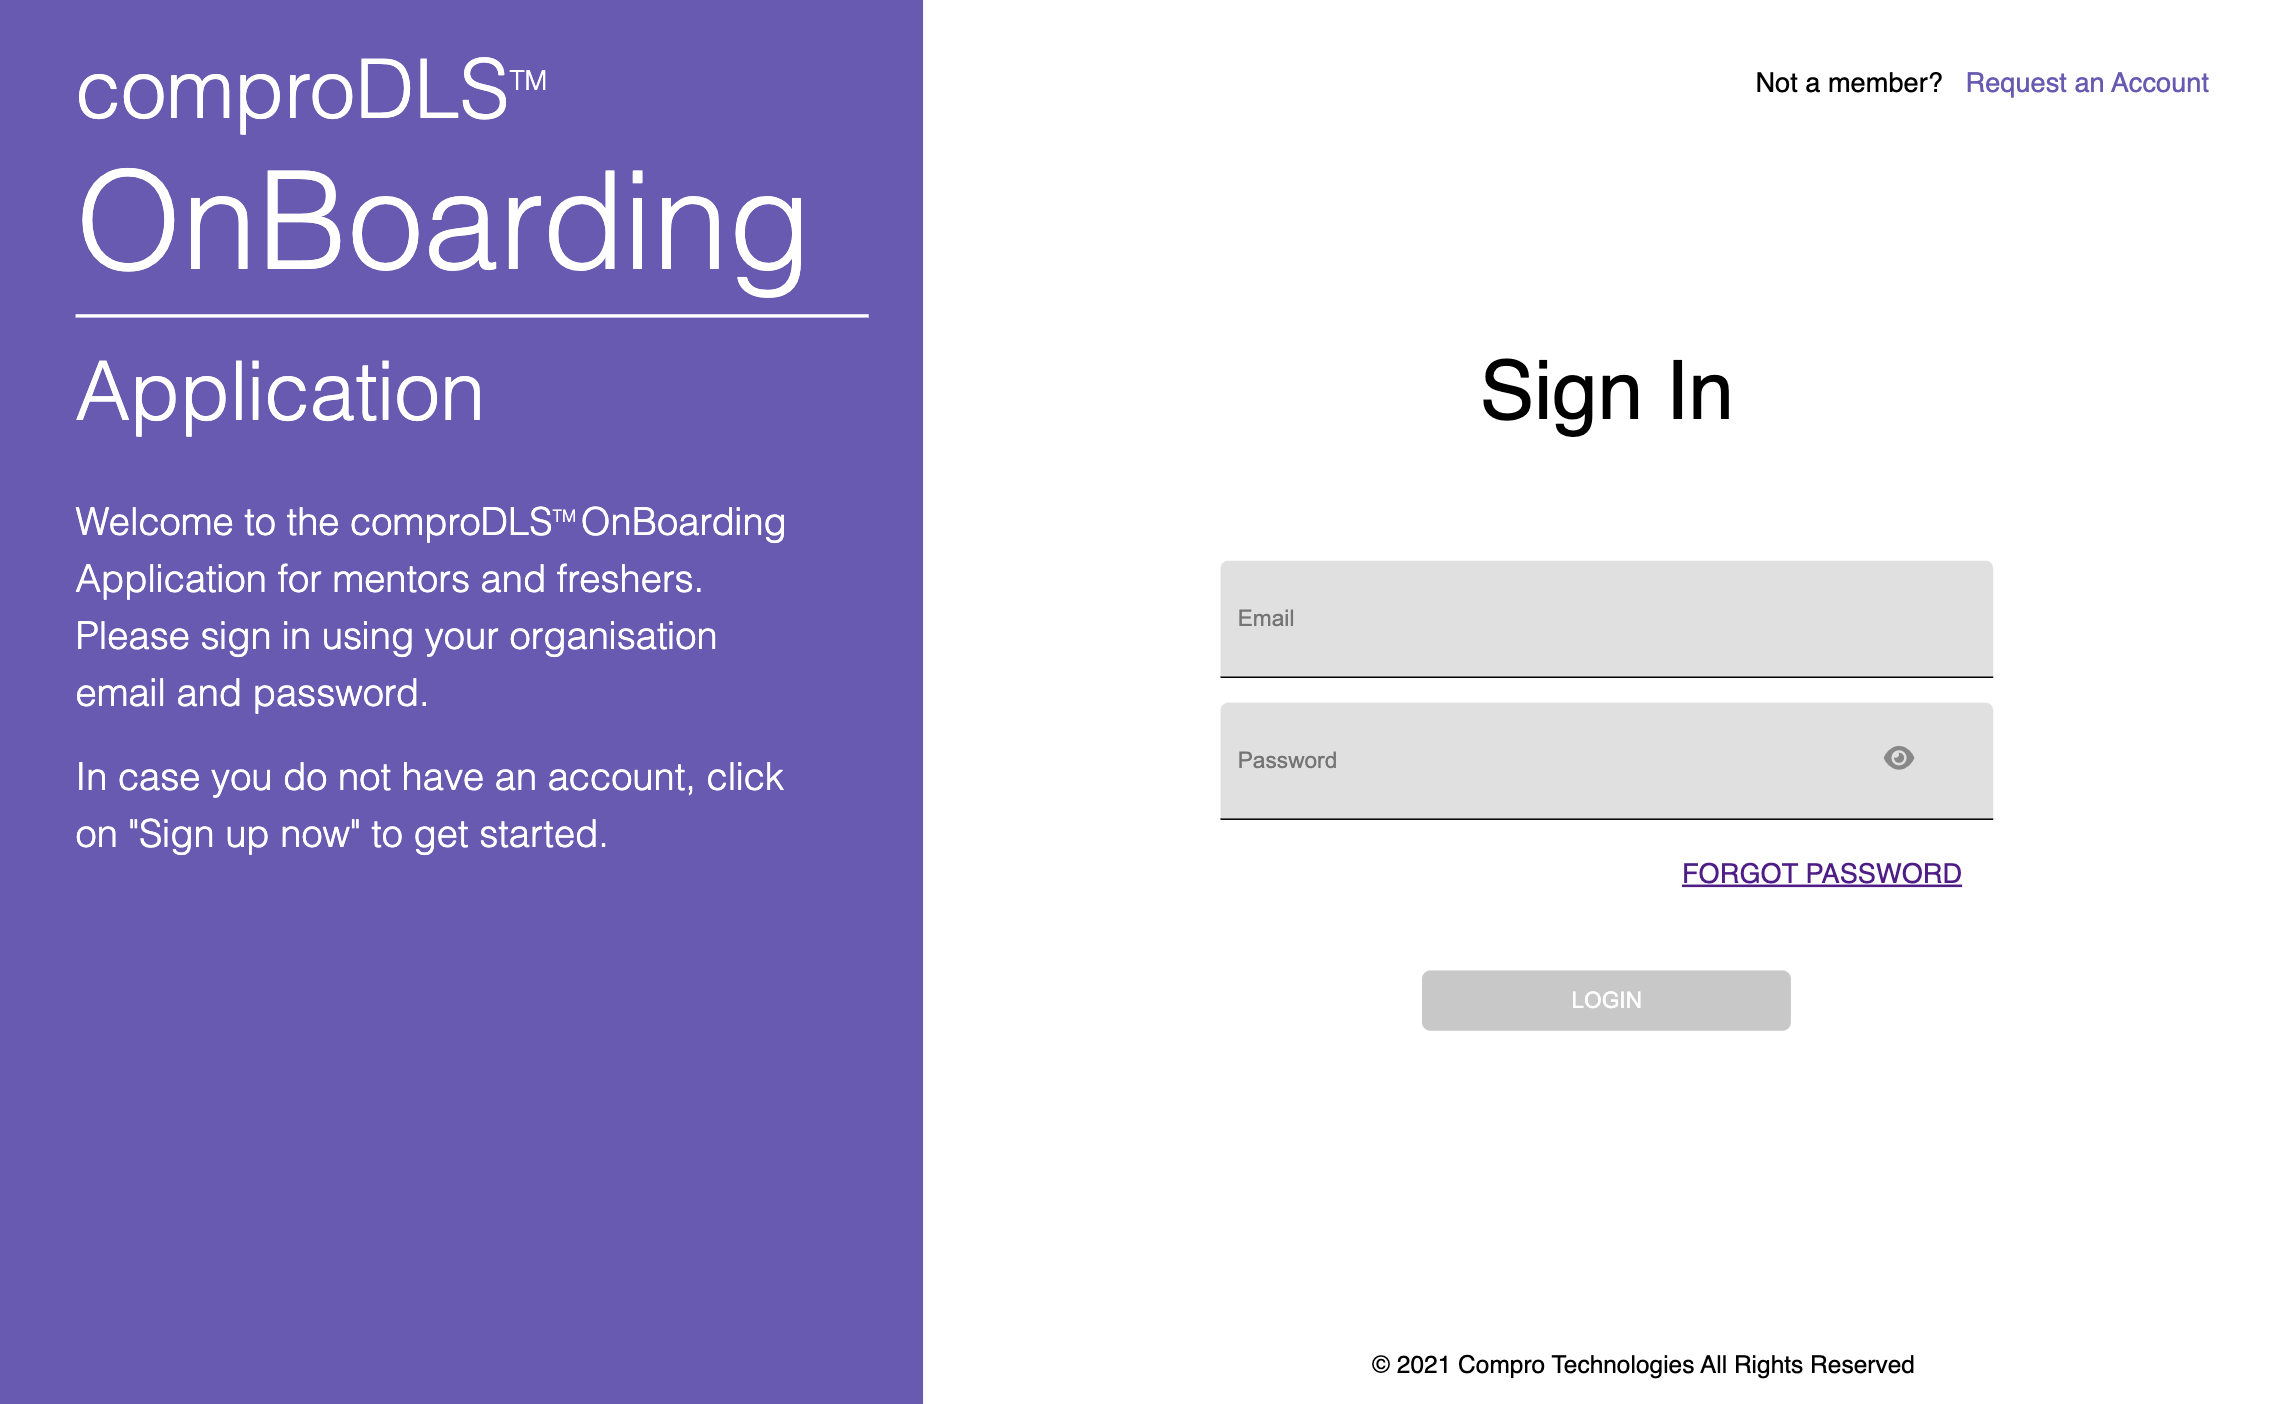 comproDLS™
OnBoarding
Application
Welcome to the comproDLS™ OnBoarding
Application for mentors and freshers.
Please sign in using your organisation
email and password.
In case you do not have an account, click
on "Sign up now" to get started.
Not a member? Request an Account
Sign In
Email
Password
FORGOT PASSWORD
LOGIN
© 2021 Compro Technologies All Rights Reserved